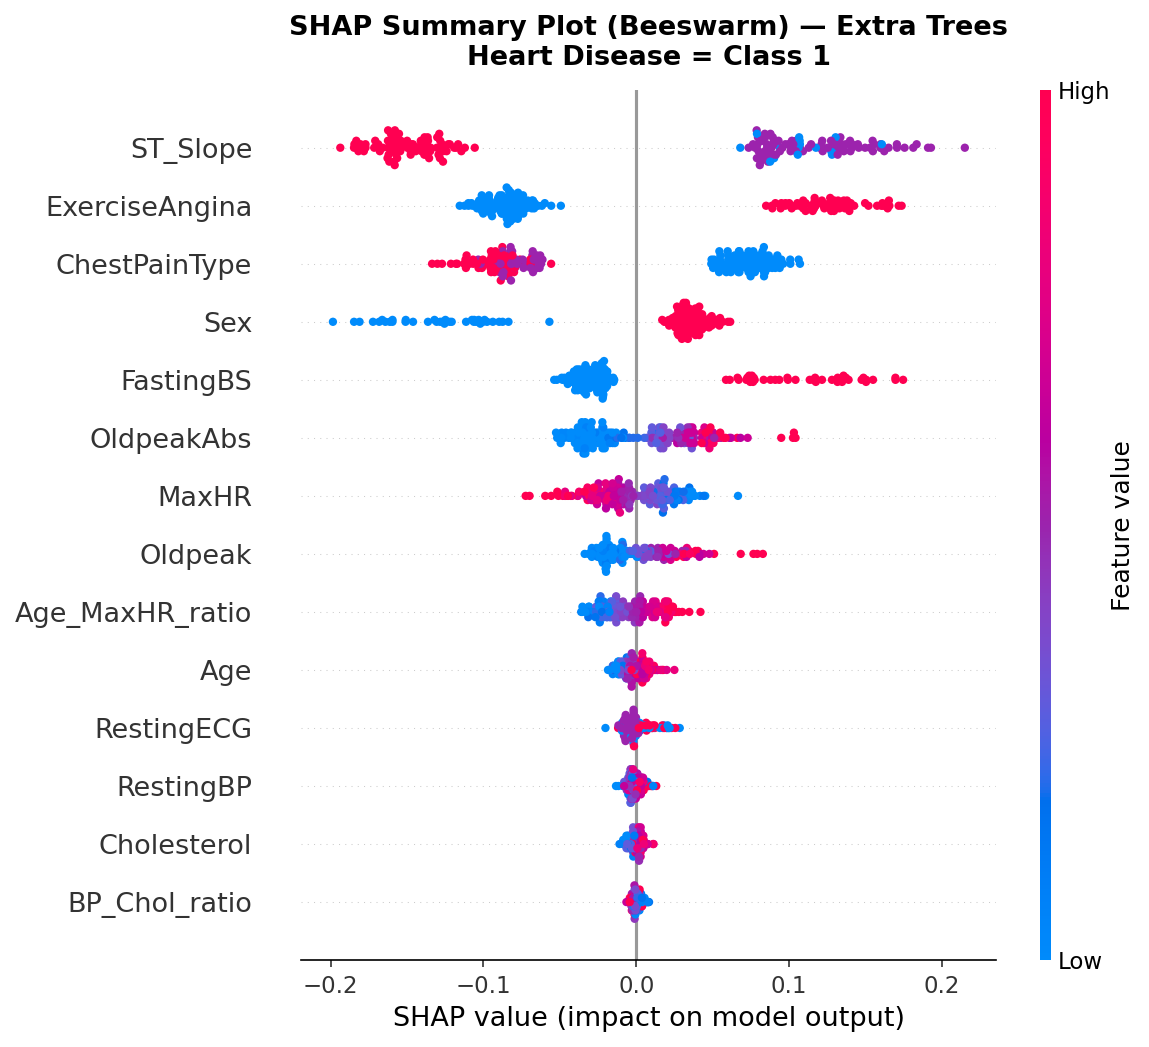 SHAP Summary Plot (Beeswarm) — Extra Trees
Heart Disease = Class 1
High
ST_Slope
ExerciseAngina
ChestPainType
Sex
FastingBS
OldpeakAbs
MaxHR
Oldpeak
Age_MaxHR_ratio
Age
RestingECG
RestingBP
Cholesterol
BP_Chol_ratio
Feature value
Low
−0.2 −0.1 0.0 0.1 0.2
SHAP value (impact on model output)